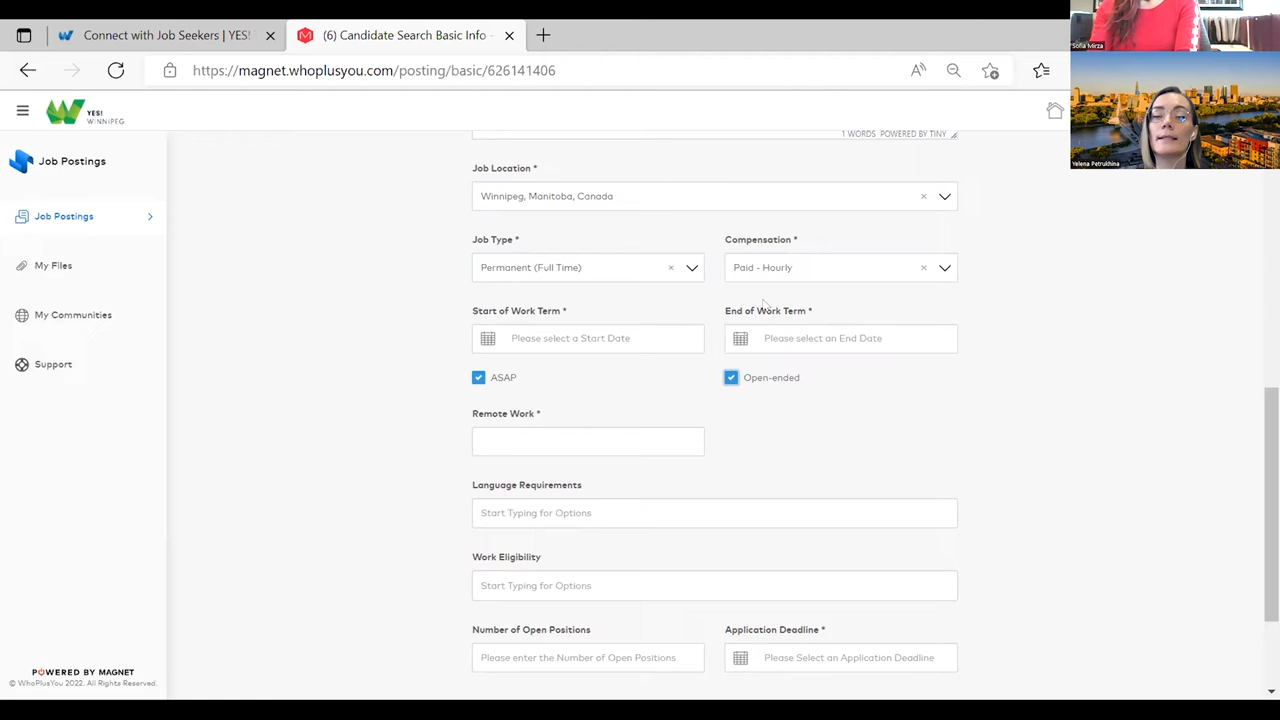 Connect with Job Seekers | YES!
(6) Candidate Search Basic Info -
https://magnet.whoplusyou.com/posting/basic/626141406
Sofia Mirza
Yelena Petrukhina
YES!
WINNIPEG
Job Postings
Job Postings
My Files
My Communities
Support
POWERED BY MAGNET
© WhoPlusYou 2022. All Rights Reserved.
1 WORDS POWERED BY TINY
Job Location *
Winnipeg, Manitoba, Canada
Job Type *
Compensation *
Permanent (Full Time)
Paid - Hourly
Start of Work Term *
End of Work Term *
Please select a Start Date
Please select an End Date
ASAP
Open-ended
Remote Work *
Language Requirements
Start Typing for Options
Work Eligibility
Start Typing for Options
Number of Open Positions
Application Deadline *
Please enter the Number of Open Positions
Please Select an Application Deadline